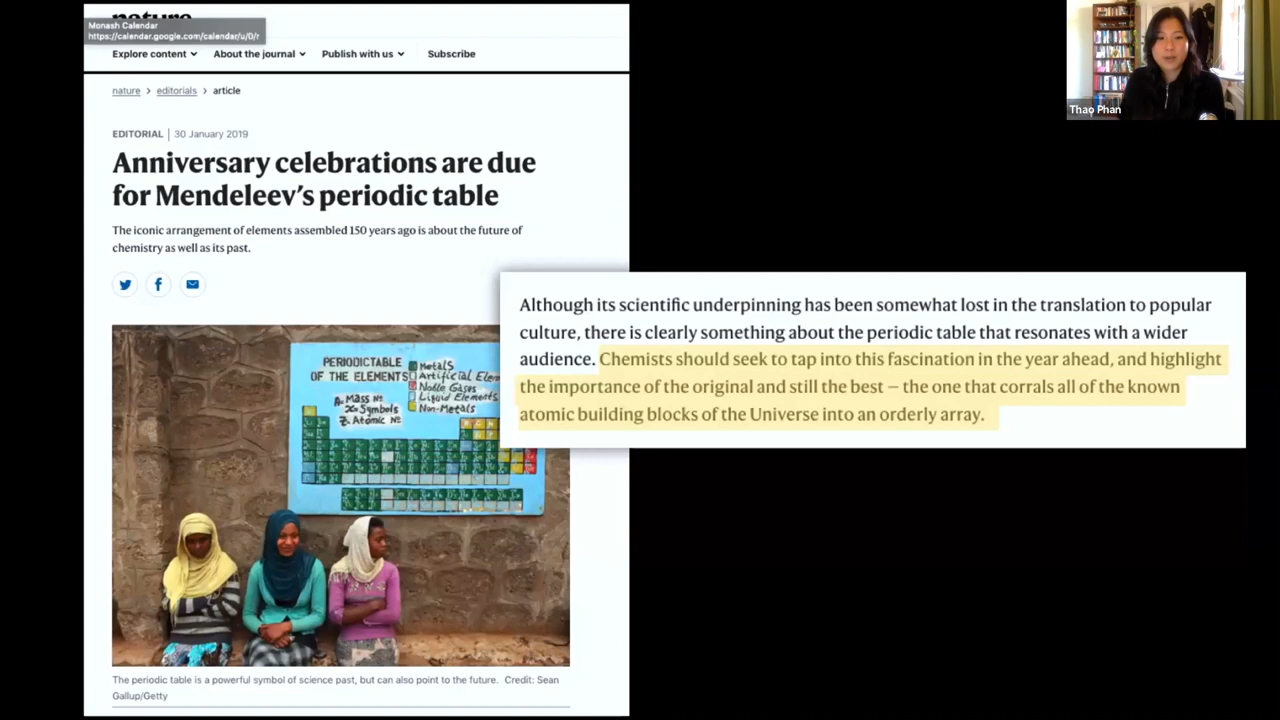 nature
Monash Calendar
https://calendar.google.com/calendar/u/0/r
Explore content
About the journal
Publish with us
Subscribe
nature > editorials > article
EDITORIAL | 30 January 2019
Anniversary celebrations are due
for Mendeleev’s periodic table
The iconic arrangement of elements assembled 150 years ago is about the future of
chemistry as well as its past.
PERIODICTABLE
OF THE ELEMENTS
A- Mass No
X- Symbols
Z- Atomic No
Metals
Artificial Elem
Noble Gases
Liquid Elements
Non-Metals
The periodic table is a powerful symbol of science past, but can also point to the future. Credit: Sean
Gallup/Getty
Although its scientific underpinning has been somewhat lost in the translation to popular
culture, there is clearly something about the periodic table that resonates with a wider
audience. Chemists should seek to tap into this fascination in the year ahead, and highlight
the importance of the original and still the best – the one that corrals all of the known
atomic building blocks of the Universe into an orderly array.
Thao Phan